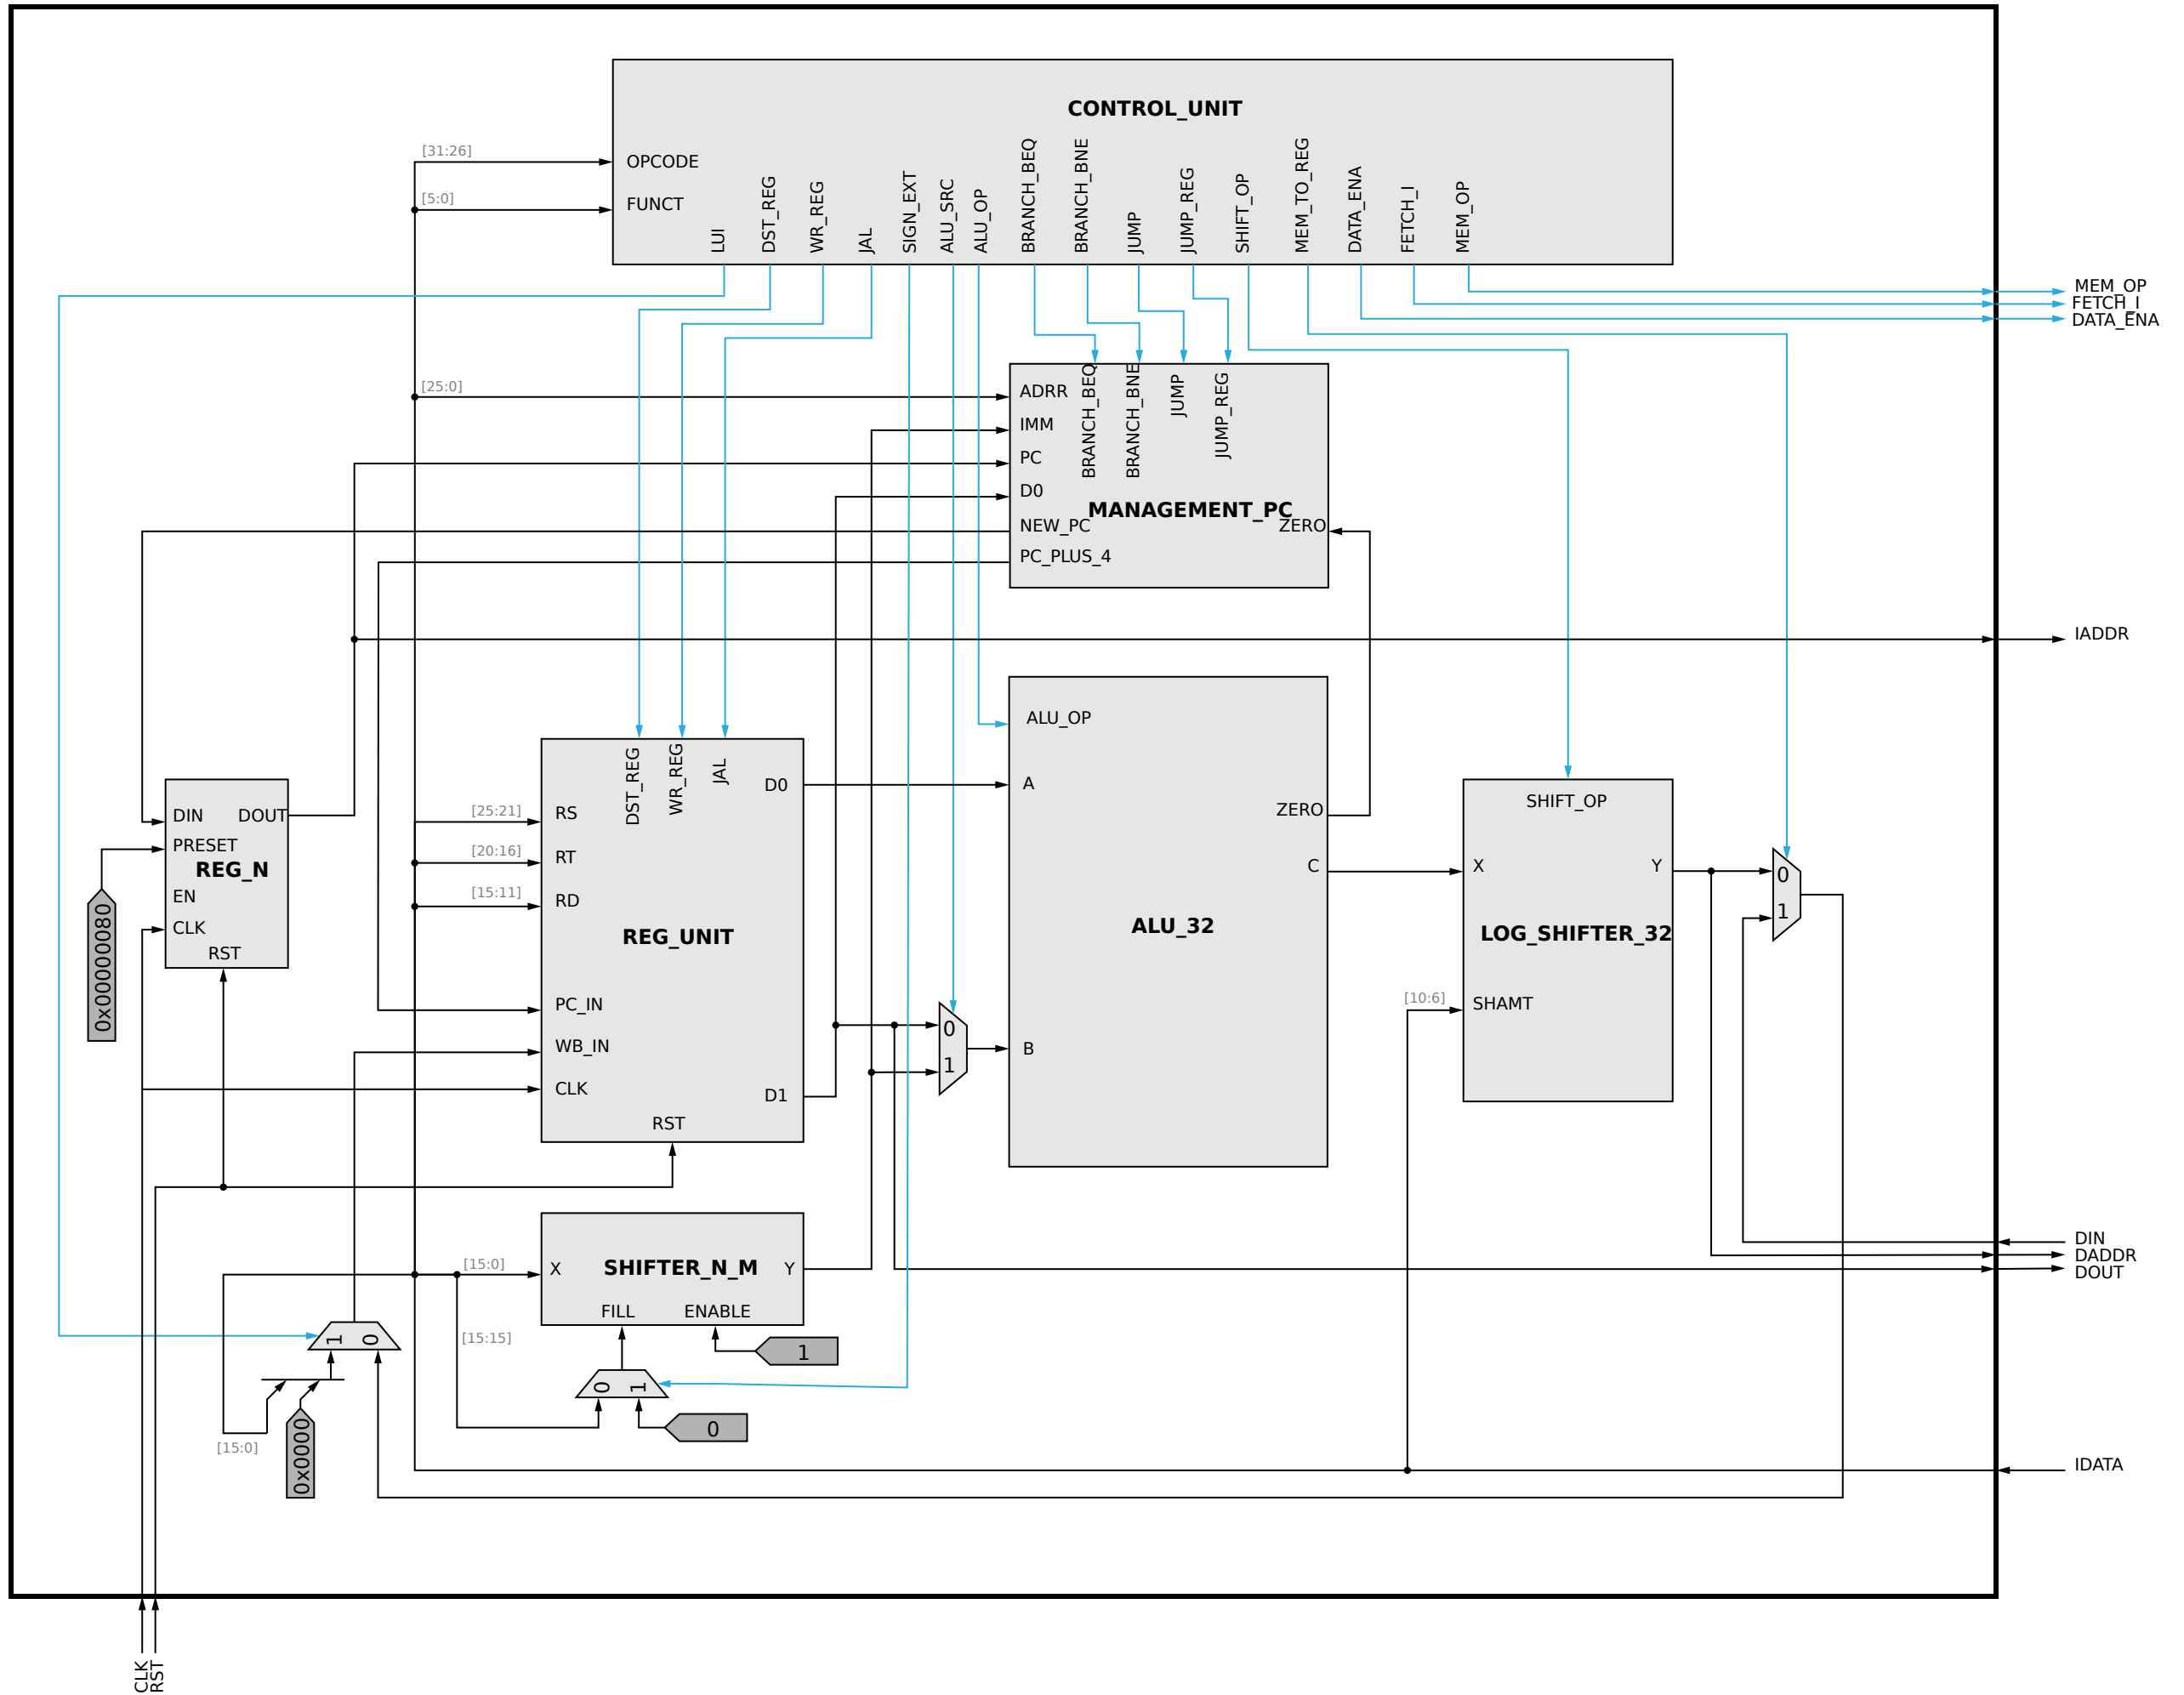 CONTROL_UNIT
[31:26]
OPCODE
[5:0]
FUNCT
LUI
DST_REG
WR_REG
JAL
SIGN_EXT
ALU_SRC
ALU_OP
BRANCH_BEQ
BRANCH_BNE
JUMP
JUMP_REG
SHIFT_OP
MEM_TO_REG
DATA_ENA
FETCH_I
MEM_OP
MEM_OP
FETCH_I
DATA_ENA
[25:0]
ADRR
IMM
PC
D0
NEW_PC
PC_PLUS_4
BRANCH_BEQ
BRANCH_BNE
JUMP
JUMP_REG
MANAGEMENT_PC
ZERO
IADDR
DIN
DOUT
PRESET
REG_N
EN
CLK
RST
0x00000080
DST_REG
WR_REG
JAL
D0
[25:21]
RS
[20:16]
RT
[15:11]
RD
REG_UNIT
PC_IN
WB_IN
CLK
D1
RST
0
1
ALU_OP
A
ZERO
C
ALU_32
B
SHIFT_OP
X
Y
LOG_SHIFTER_32
[10:6]
SHAMT
0
1
DIN
DADDR
DOUT
[15:0]
X
SHIFTER_N_M
Y
FILL
ENABLE
[15:15]
1
0
1
0
1
0
[15:0]
0x0000
IDATA
CLK
RST